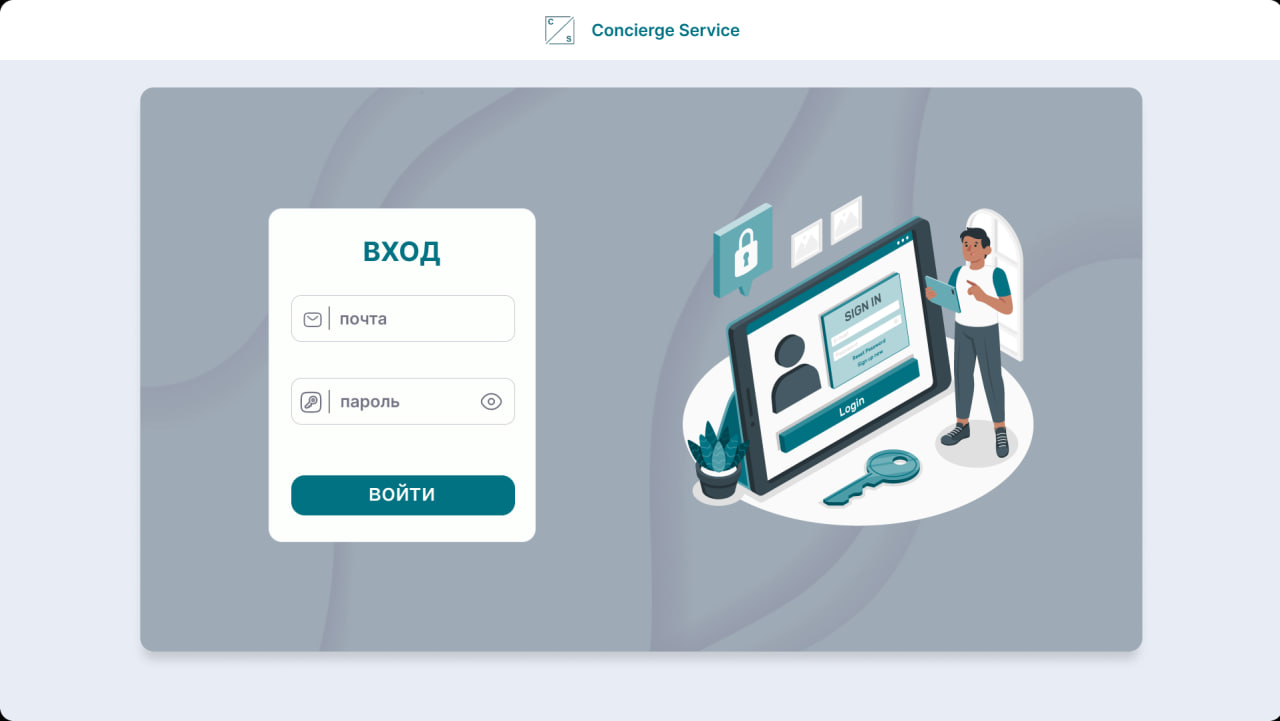 C
S
Concierge Service
ВХОД
почта
пароль
ВОЙТИ
SIGN IN
Reset Password
Sign up now
Login